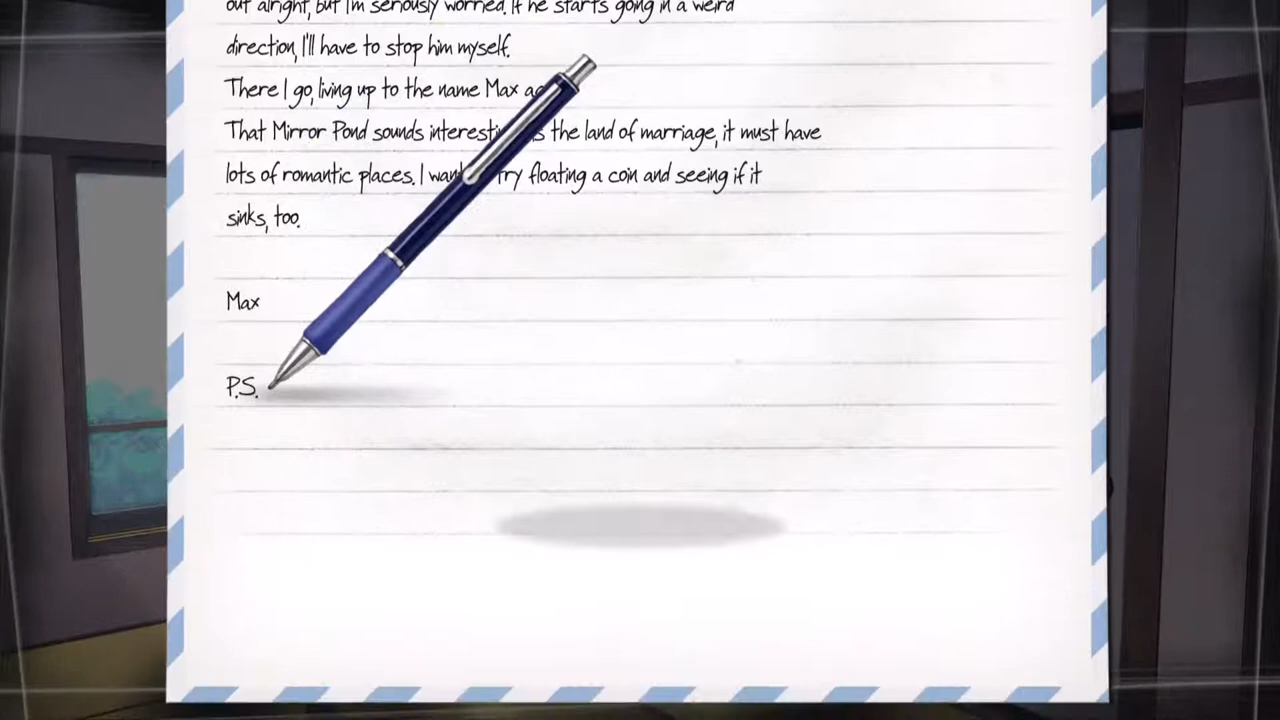 out alright, but I'm seriously worried. If he starts going in a weird
direction, I'll have to stop him myself.
There I go, living up to the name Max
That Mirror Pond sounds the land of marriage, it must have
lots of romantic places. I try floating a coin and seeing if it
sinks, too.
Max
P.S.